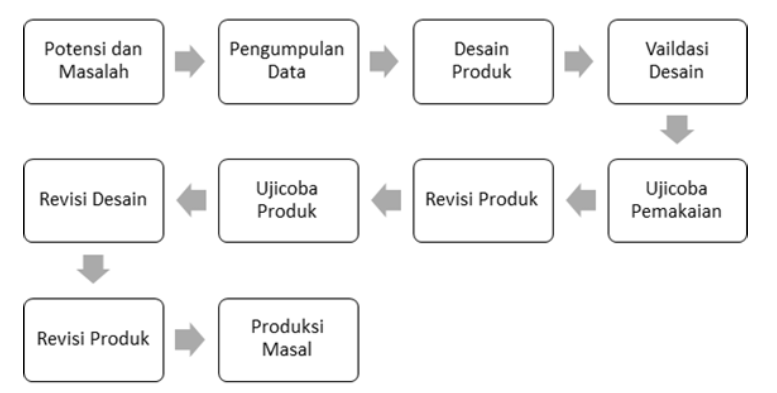 Potensi dan
Masalah
Pengumpulan
Data
Desain
Produk
Vaildasi
Desain
Ujicoba
Pemakaian
Revisi Produk
Ujicoba
Produk
Revisi Desain
Revisi Produk
Produksi
Masal